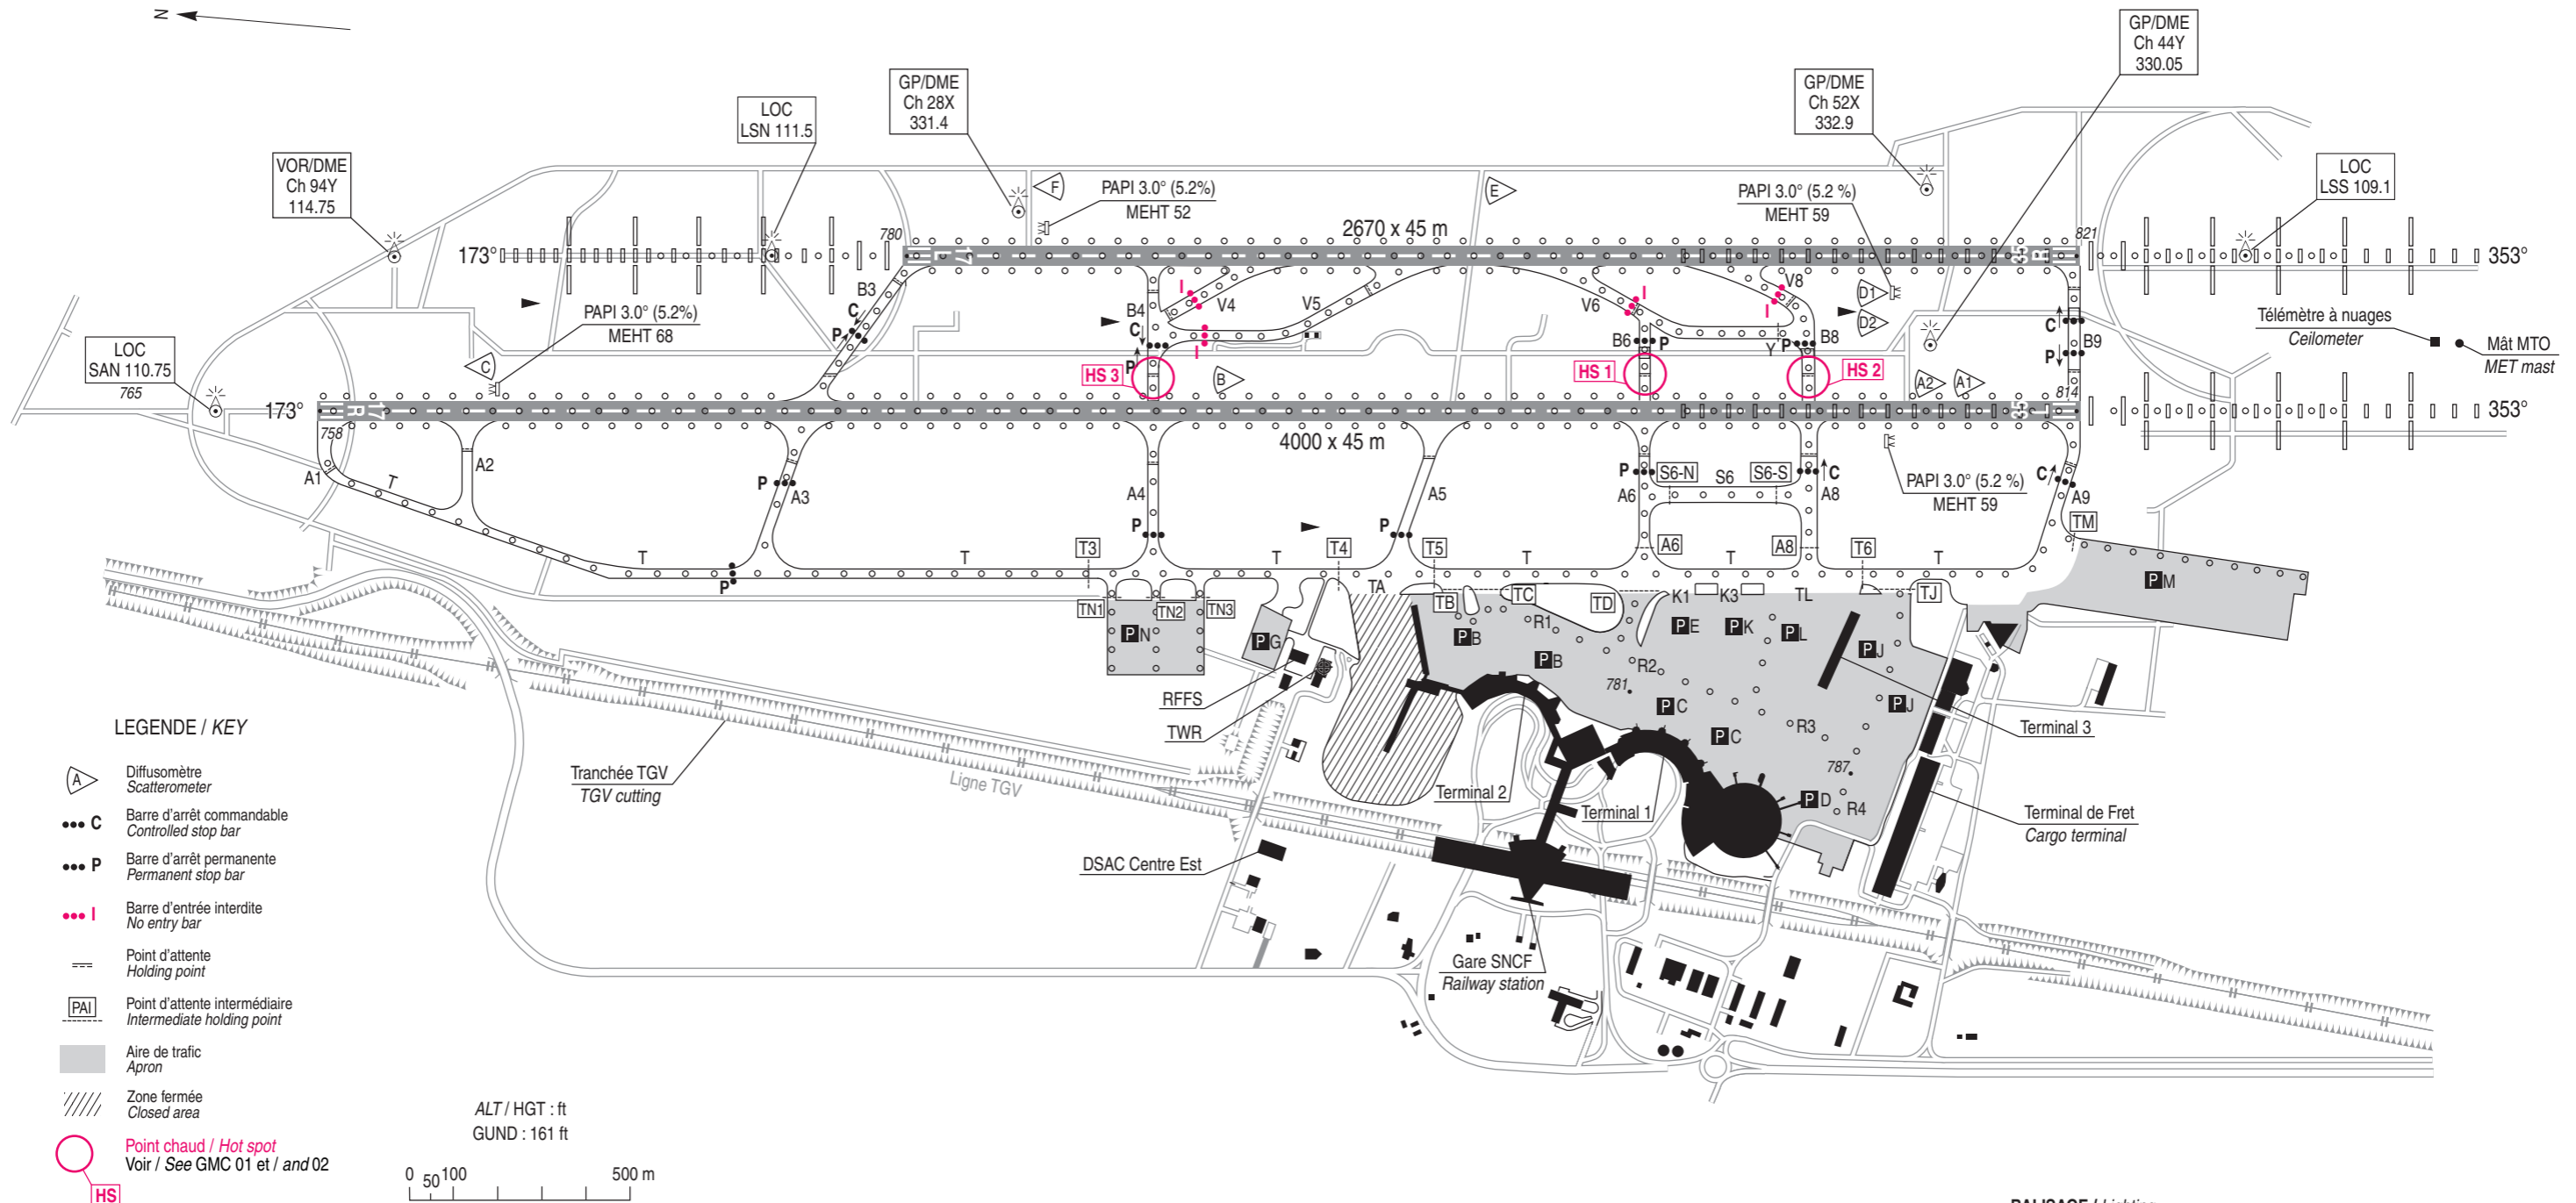 N
GP/DME
Ch 44Y
330.05
GP/DME
Ch 28X
331.4
GP/DME
Ch 52X
332.9
LOC
LSN 111.5
VOR/DME
Ch 94Y
114.75
LOC
LSS 109.1
F
PAPI 3.0° (5.2%)
MEHT 52
E
PAPI 3.0° (5.2 %)
MEHT 59
173°
780
2670 x 45 m
821
353°
17
L
35
R
B3
C
P
B4
C
P
I
V4
I
V5
V6
I
V8
I
D1
D2
B6
P
Y
P
B8
C
B9
P
PAPI 3.0° (5.2%)
MEHT 68
C
LOC
SAN 110.75
765
Télémètre à nuages
Ceilometer
Mât MTO
MET mast
HS 3
B
HS 1
HS 2
A2
A1
814
173°
17
R
35
L
353°
758
4000 x 45 m
A1
T
A2
P
A3
A4
P
A5
P
P
A6
S6-N
S6
S6-S
C
A8
PAPI 3.0° (5.2 %)
MEHT 59
C
A9
TM
T
P
T
T3
T
T4
T5
T
A6
T
A8
T6
T
TN1
TN2
TN3
TA
TB
TC
TD
K1
K3
TL
TJ
P M
P N
P G
P B
R1
P B
P E
P K
P L
P J
R2
781
P C
P C
R3
P J
787
P D
R4
RFFS
TWR
Terminal 3
Tranchée TGV
TGV cutting
Ligne TGV
Terminal 2
Terminal 1
Terminal de Fret
Cargo terminal
DSAC Centre Est
Gare SNCF
Railway station
LEGENDE / KEY
A
Diffusomètre
Scatterometer
C
Barre d'arrêt commandable
Controlled stop bar
P
Barre d'arrêt permanente
Permanent stop bar
I
Barre d'entrée interdite
No entry bar
Point d'attente
Holding point
PAI
Point d'attente intermédiaire
Intermediate holding point
Aire de trafic
Apron
Zone fermée
Closed area
Point chaud / Hot spot
Voir / See GMC 01 et / and 02
HS
ALT / HGT : ft
GUND : 161 ft
0 50 100 500 m